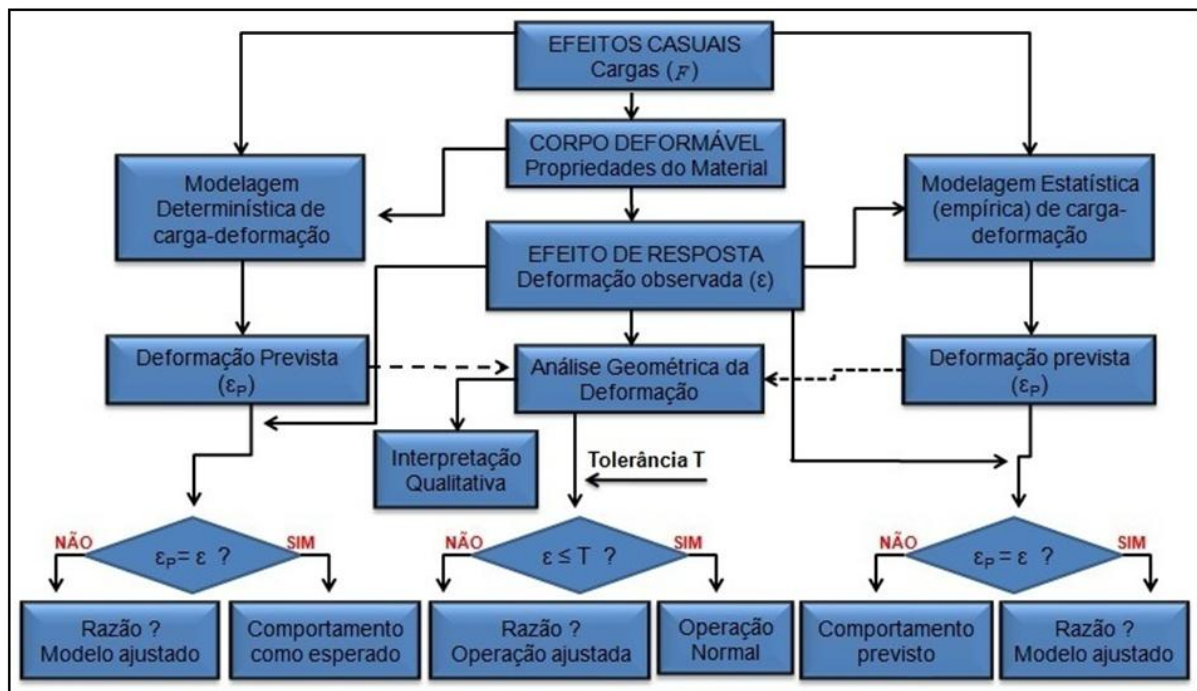 EFEITOS CASUAIS
Cargas (F)
CORPO DEFORMÁVEL
Propriedades do Material
Modelagem
Determinística de
carga-deformação
Modelagem Estatística
(empírica) de carga-
deformação
EFEITO DE RESPOSTA
Deformação observada (ε)
Deformação Prevista
(εP)
Análise Geométrica da
Deformação
Deformação prevista
(εP)
Interpretação
Qualitativa
Tolerância T
NÃO
εP= ε ?
SIM
NÃO
ε ≤ T ?
SIM
NÃO
εP = ε ?
SIM
Razão ?
Modelo ajustado
Comportamento
como esperado
Razão ?
Operação ajustada
Operação
Normal
Comportamento
previsto
Razão ?
Modelo ajustado